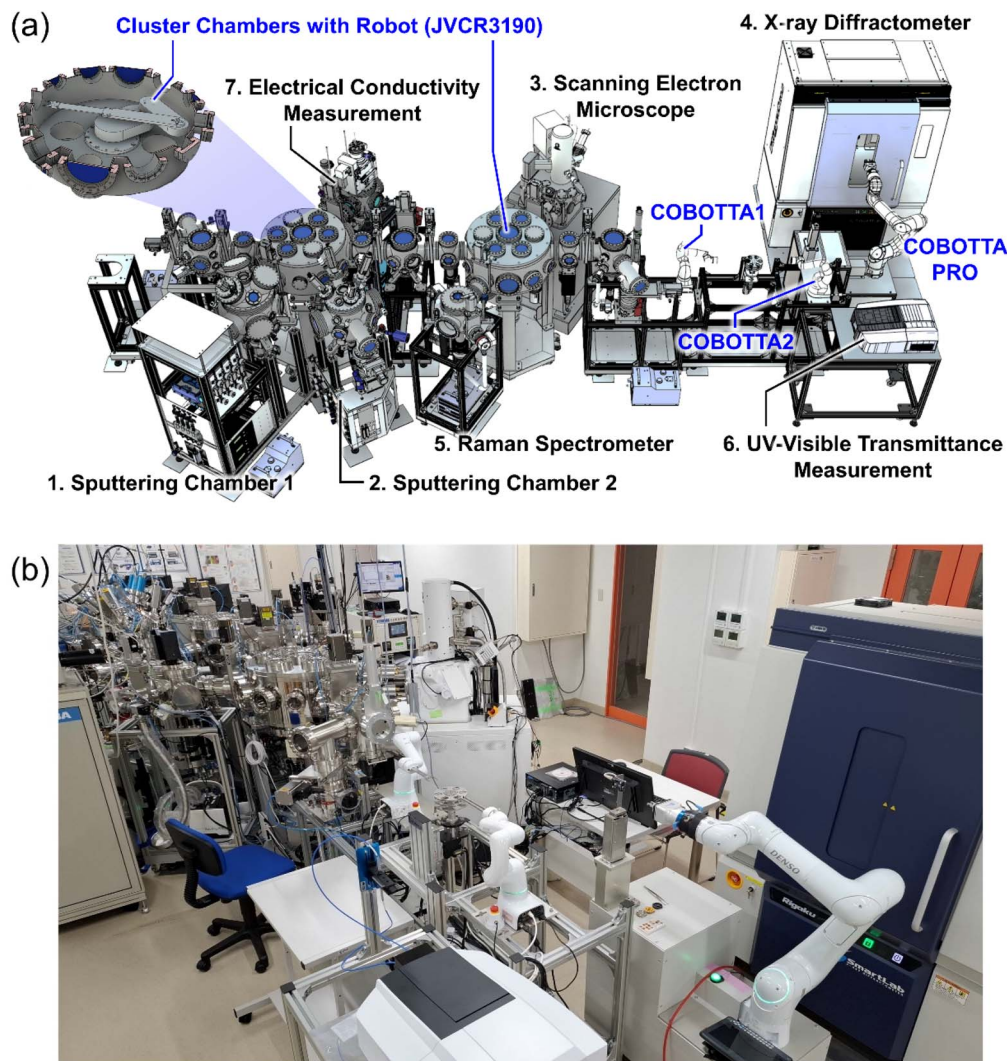 (a)
Cluster Chambers with Robot (JVCR3190)
4. X-ray Diffractometer
7. Electrical Conductivity
Measurement
3. Scanning Electron
Microscope
COBOTTA1
COBOTTA
PRO
COBOTTA2
5. Raman Spectrometer
6. UV-Visible Transmittance
Measurement
1. Sputtering Chamber 1
2. Sputtering Chamber 2
(b)
DENSO
Rigaku
SmartLab